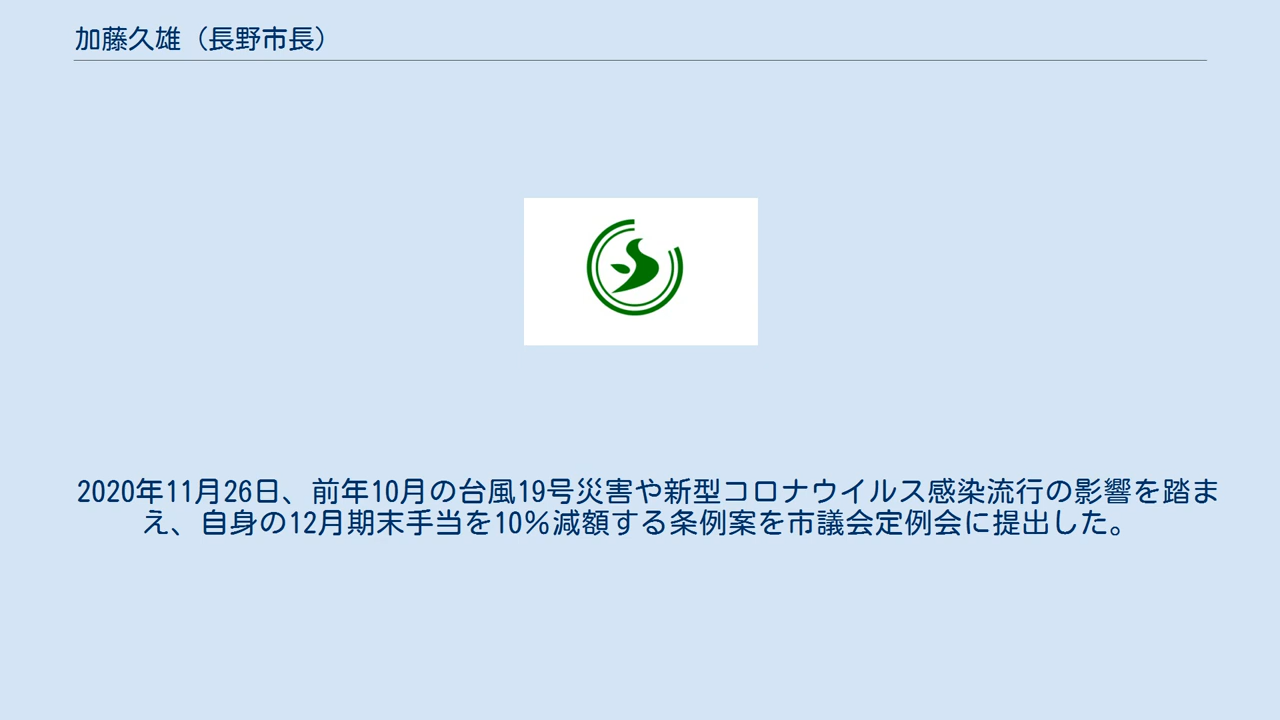 加藤久雄（長野市長）
2020年11月26日、前年10月の台風19号災害や新型コロナウイルス感染流行の影響を踏ま
え、自身の12月期末手当を10％減額する条例案を市議会定例会に提出した。